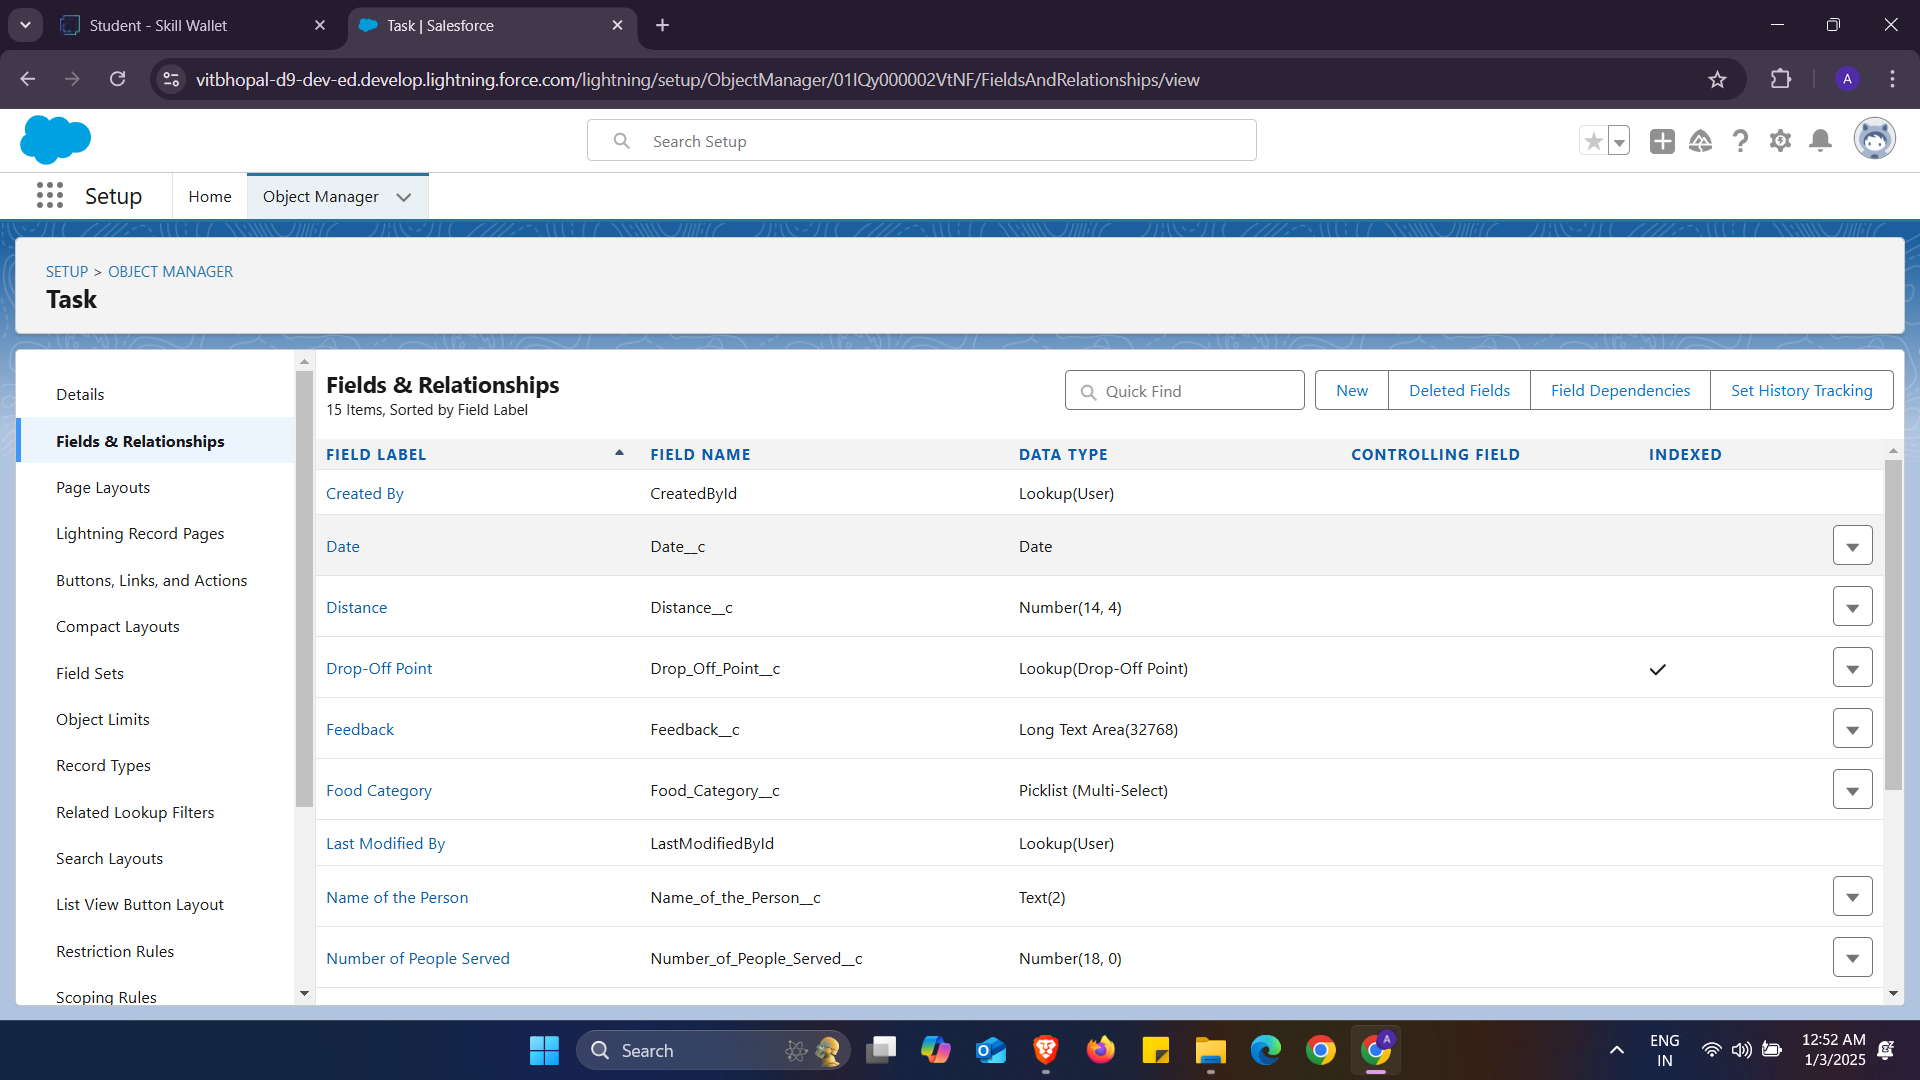 Student - Skill Wallet
Task | Salesforce
vitbhopal-d9-dev-ed.develop.lightning.force.com/lightning/setup/ObjectManager/01IQy000002VtNF/FieldsAndRelationships/view
A
Search Setup
Setup
Home
Object Manager
SETUP > OBJECT MANAGER
Task
Details
Fields & Relationships
Page Layouts
Lightning Record Pages
Buttons, Links, and Actions
Compact Layouts
Field Sets
Object Limits
Record Types
Related Lookup Filters
Search Layouts
List View Button Layout
Restriction Rules
Scoping Rules
Fields & Relationships
15 Items, Sorted by Field Label
Quick Find
New
Deleted Fields
Field Dependencies
Set History Tracking
FIELD LABEL FIELD NAME DATA TYPE CONTROLLING FIELD INDEXED
Created By CreatedById Lookup(User)
Date Date__c Date
Distance Distance__c Number(14, 4)
Drop-Off Point Drop_Off_Point__c Lookup(Drop-Off Point)
Feedback Feedback__c Long Text Area(32768)
Food Category Food_Category__c Picklist (Multi-Select)
Last Modified By LastModifiedById Lookup(User)
Name of the Person Name_of_the_Person__c Text(2)
Number of People Served Number_of_People_Served__c Number(18, 0)
Search
A
ENG
IN
12:52 AM
1/3/2025